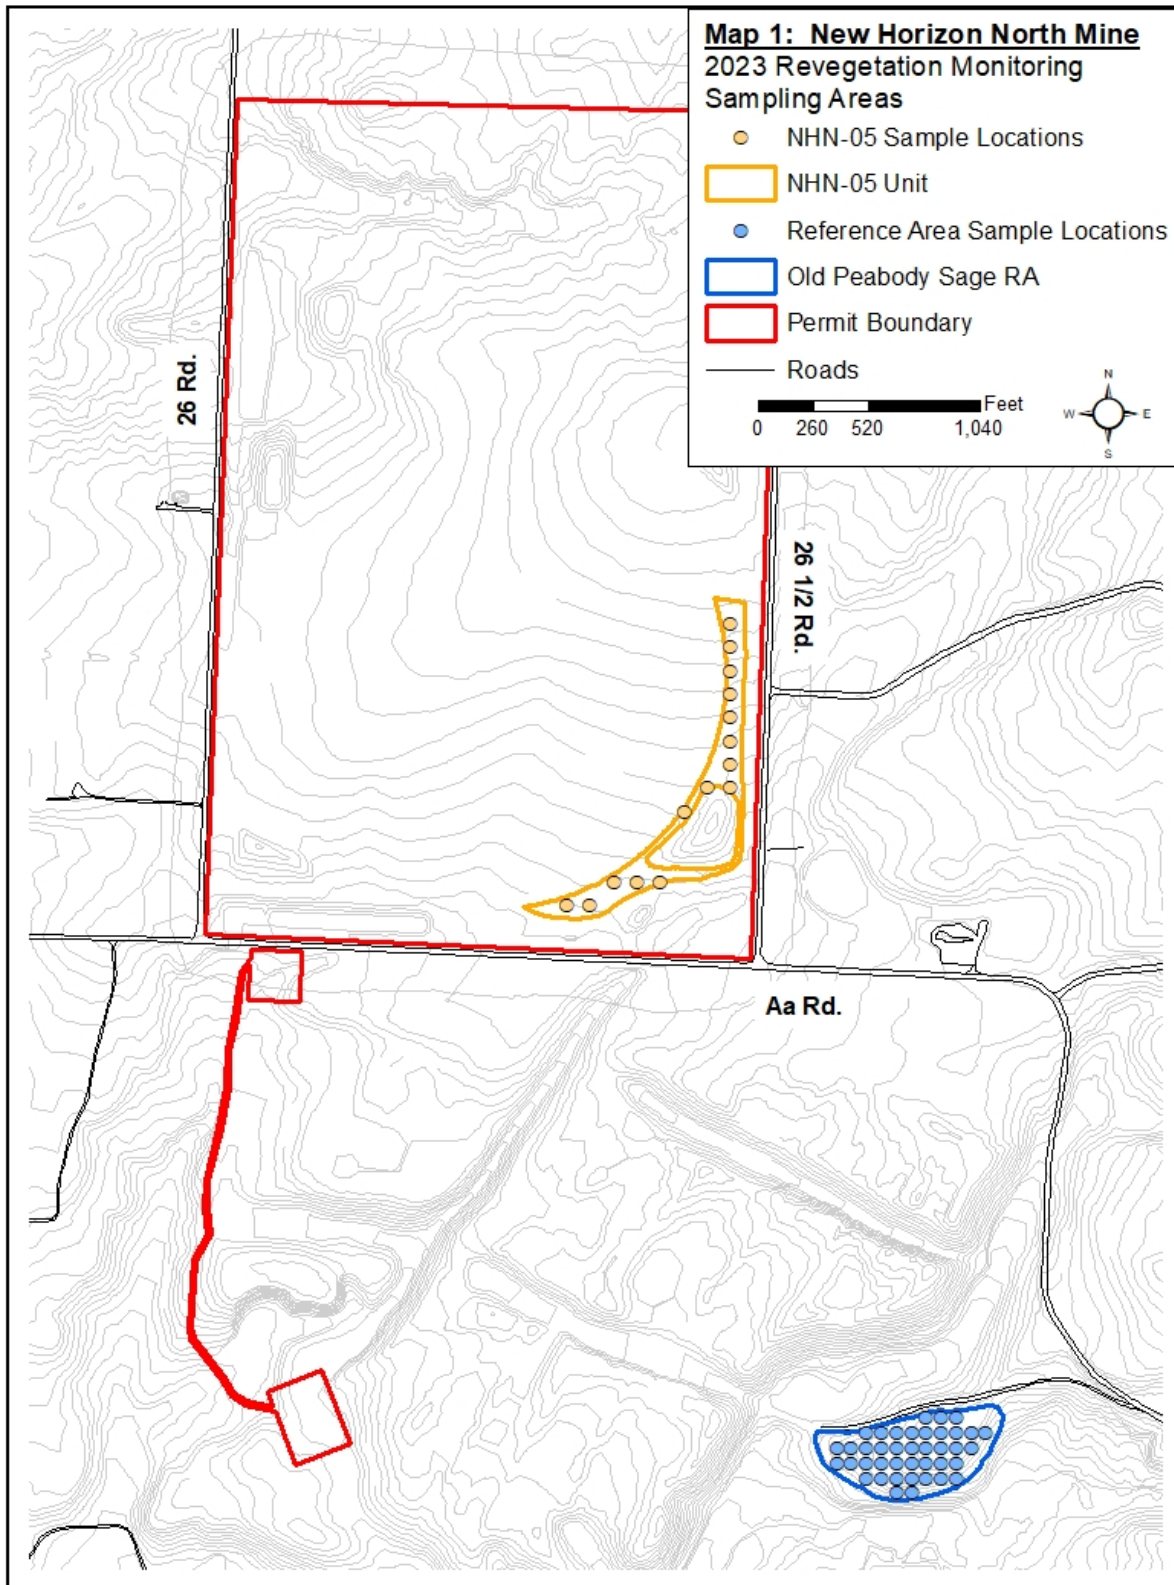 Map 1: New Horizon North Mine
2023 Revegetation Monitoring
Sampling Areas
NHN-05 Sample Locations
NHN-05 Unit
Reference Area Sample Locations
Old Peabody Sage RA
Permit Boundary
Roads
Feet
0 260 520 1,040
N
W E
S
26 Rd.
26 1/2 Rd.
Aa Rd.